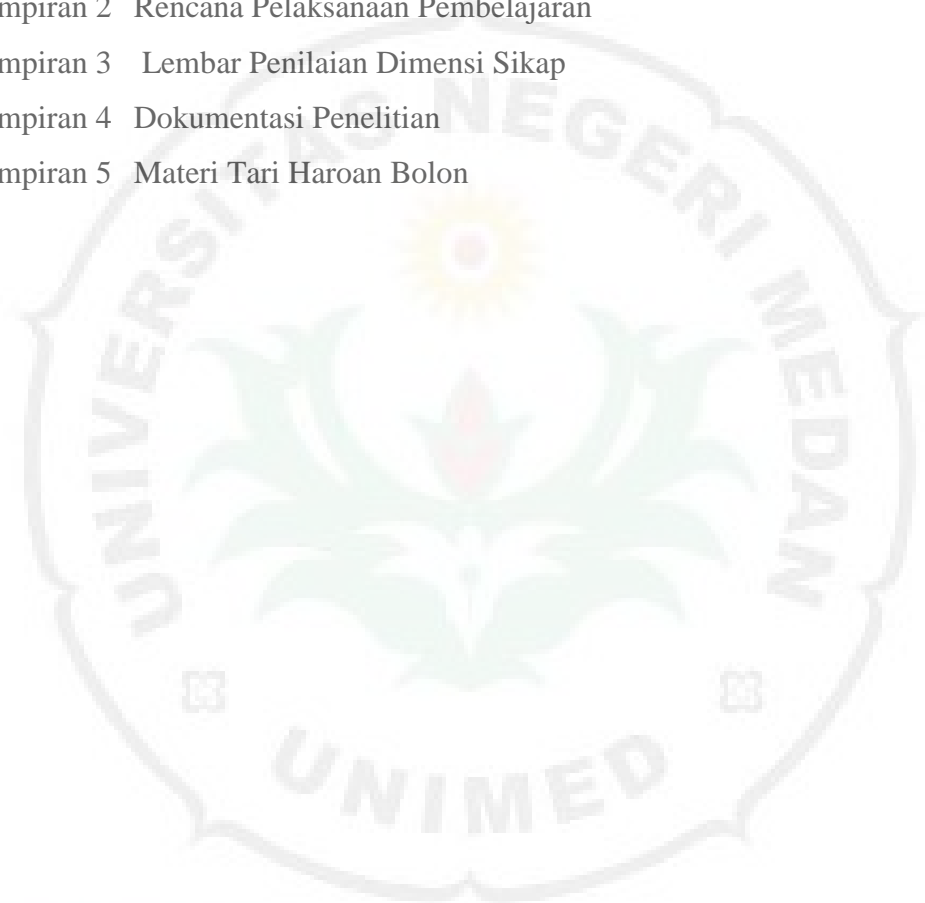 mpiran 2 Rencana Pelaksanaan Pembelajaran
mpiran 3 Lembar Penilaian Dimensi Sikap
mpiran 4 Dokumentasi Penelitian
mpiran 5 Materi Tari Haroan Bolon
UNIVERSITAS NEGERI MEDAN
UNIMED